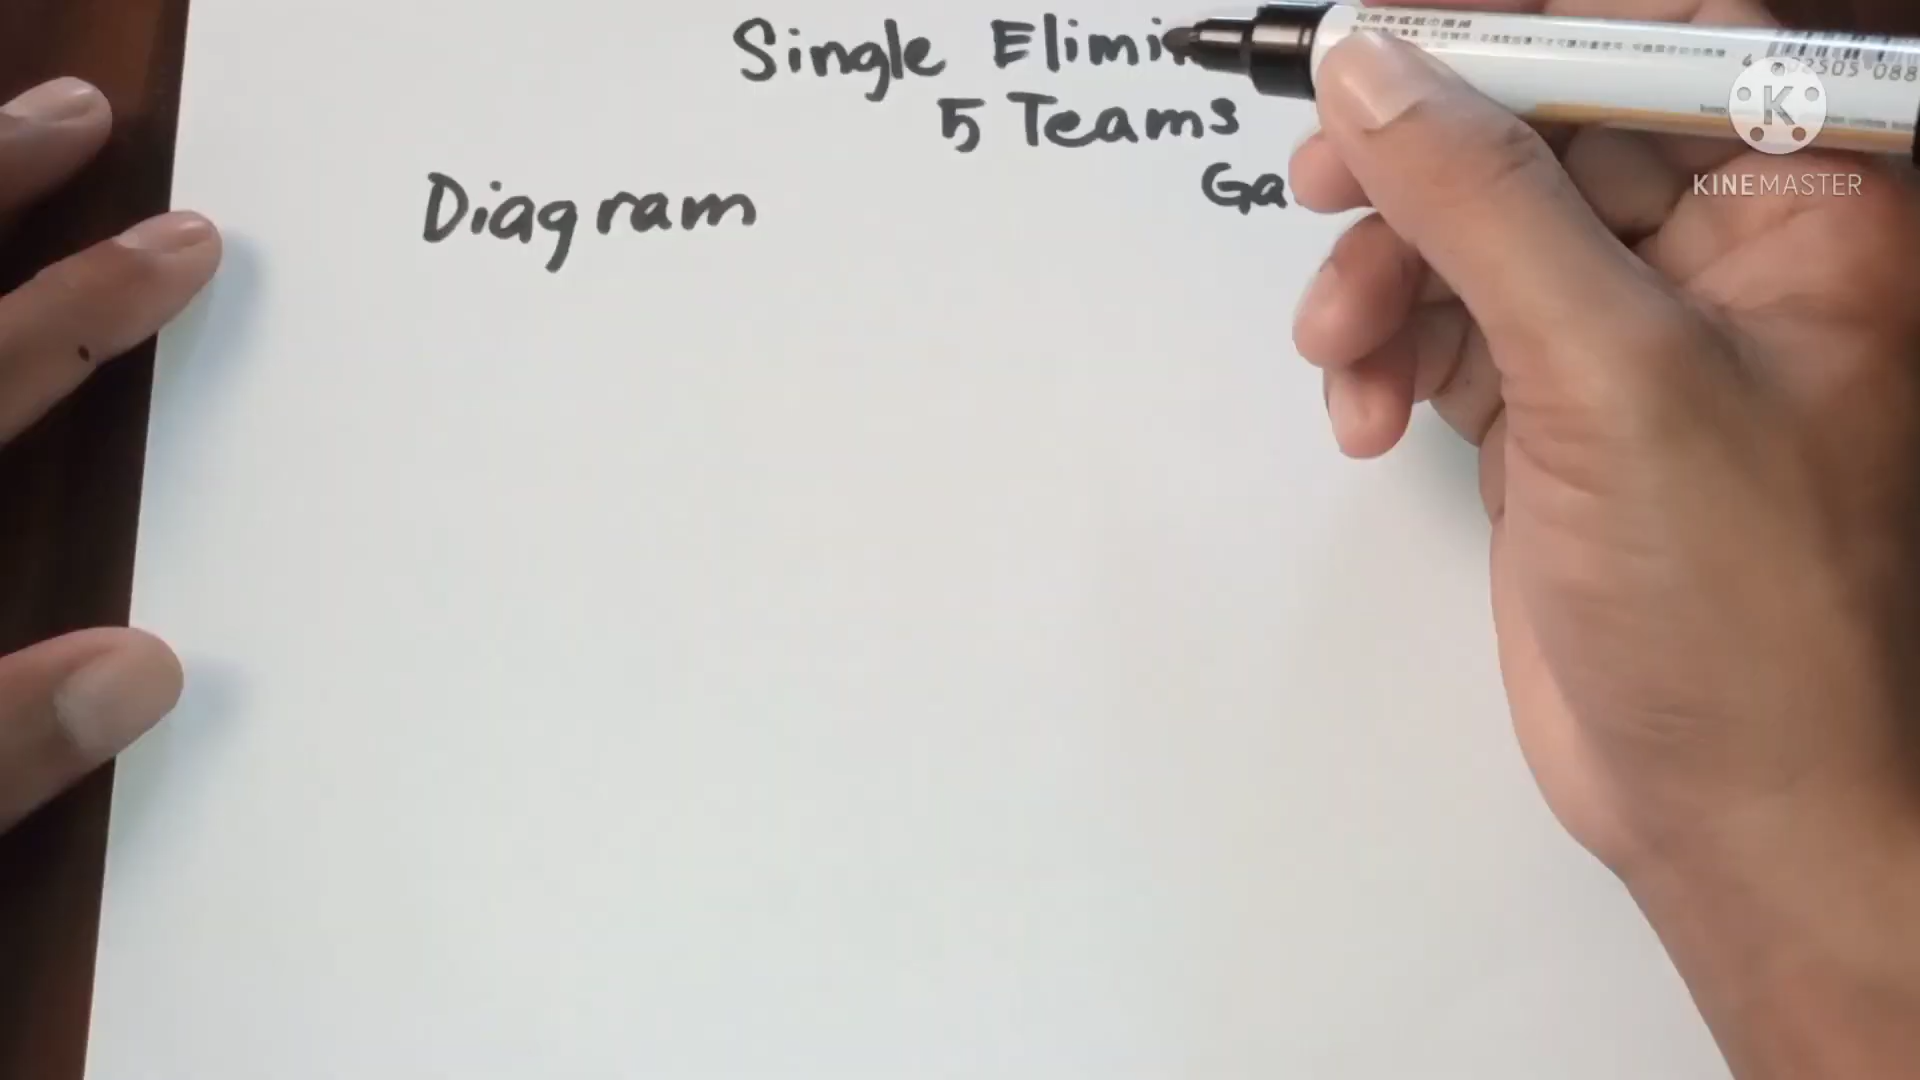 Single Elimi
5 Teams
Ga
Diagram
K
KINEMASTER